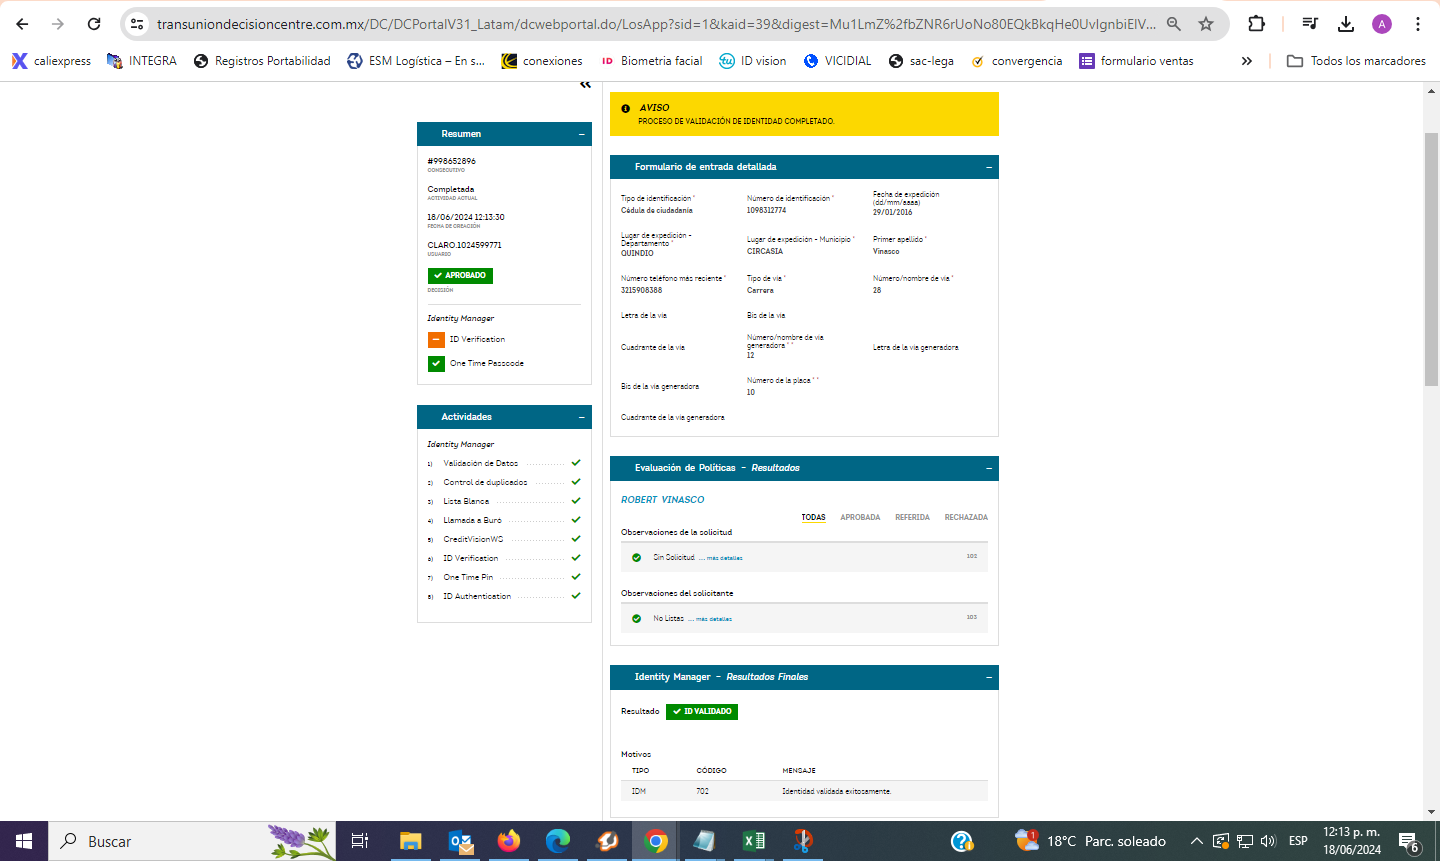 transuniondecisioncentre.com.mx/DC/DCPortalV31_Latam/dcwebportal.do/LosApp?sid=1&kaid=39&digest=Mu1LmZ%2fbZNR6rUoNo80EQkBkqHe0UvIgnbiElV...
A
caliexpress
INTEGRA
Registros Portabilidad
ESM Logística – En s...
conexiones
ID Biometria facial
tu ID vision
VICIDIAL
sac-lega
convergencia
formulario ventas
Todos los marcadores
Resumen
#998652896
CONSECUTIVO
Completada
ACTIVIDAD ACTUAL
18/06/2024 12:13:30
FECHA DE CREACIÓN
CLARO.1024599771
USUARIO
APROBADO
DECISIÓN
Identity Manager
ID Verification
One Time Passcode
Actividades
Identity Manager
1) Validación de Datos
2) Control de duplicados
3) Lista Blanca
4) Llamada a Buró
5) CreditVisionWS
6) ID Verification
7) One Time Pin
8) ID Authentication
AVISO
PROCESO DE VALIDACIÓN DE IDENTIDAD COMPLETADO.
Formulario de entrada detallada
Tipo de identificación *
Cédula de ciudadanía
Número de identificación *
1098312774
Fecha de expedición
(dd/mm/aaaa)
29/01/2016
Lugar de expedición -
Departamento *
QUINDIO
Lugar de expedición - Municipio *
CIRCASIA
Primer apellido *
Vinasco
Número teléfono más reciente *
3215908388
Tipo de vía *
Carrera
Número/nombre de vía *
28
Letra de la vía
Bis de la vía
Cuadrante de la vía
Número/nombre de vía
generadora * *
12
Letra de la vía generadora
Bis de la vía generadora
Número de la placa * *
10
Cuadrante de la vía generadora
Evaluación de Políticas - Resultados
ROBERT VINASCO
TODAS APROBADA REFERIDA RECHAZADA
Observaciones de la solicitud
Sin Solicitud ... más detalles 102
Observaciones del solicitante
No Listas ... más detalles 103
Identity Manager - Resultados Finales
Resultado ID VALIDADO
Motivos
TIPO CÓDIGO MENSAJE
IDM 702 Identidad validada exitosamente.
Buscar
1
18°C Parc. soleado
ESP
12:13 p. m.
18/06/2024
6